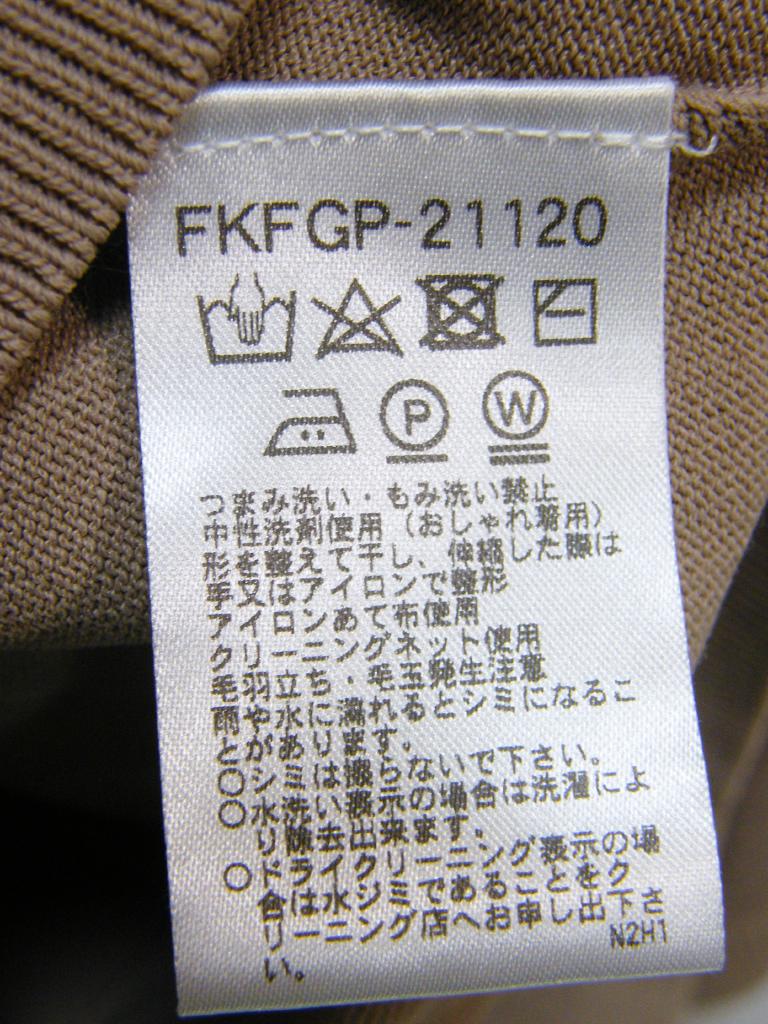 FKFGP-21120
P W
つまみ洗い・もみ洗い禁止
中性洗剤使用(おしゃれ着用)
形を整えて干し、伸縮した際は
手又はアイロンで整形
アイロンあて布使用
クリーニングネット使用
毛羽立ち・毛玉発生注意
雨や水に濡れるとシミになるこ
とがあります。
○シミは擦らないで下さい。
○水洗い表示の場合は洗濯によ
り除去出来ます。
○ドライクリーニング表示の場
合は水ジミであることをク
リーニング店へお申し出下さ
い。
N2H1